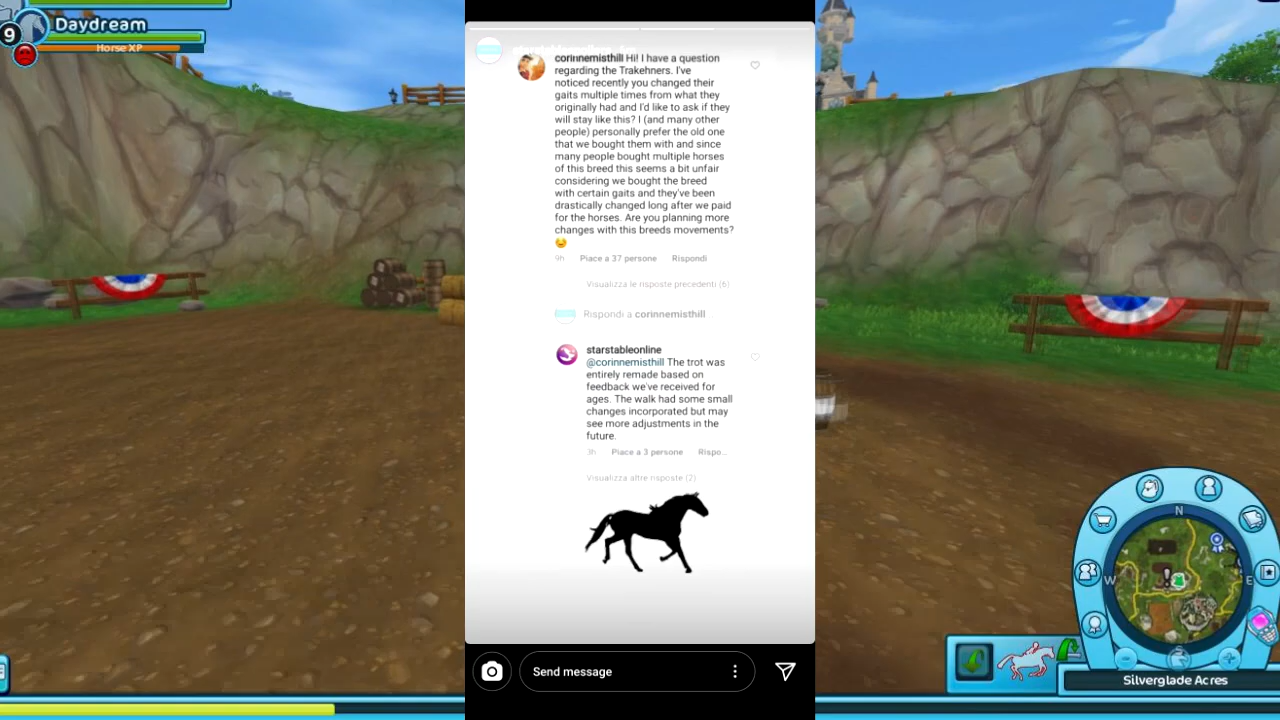 Daydream
9
Horse XP
corinnemisthill Hi! I have a question
regarding the Trakehners. I've
noticed recently you changed their
gaits multiple times from what they
originally had and I'd like to ask if they
will stay like this? I (and many other
people) personally prefer the old one
that we bought them with and since
many people bought multiple horses
of this breed this seems a bit unfair
considering we bought the breed
with certain gaits and they've been
drastically changed long after we paid
for the horses. Are you planning more
changes with this breeds movements?
9h Piace a 37 persone Rispondi
Visualizza le risposte precedenti (6)
Rispondi a corinnemisthill
starstableonline
@corinnemisthill The trot was
entirely remade based on
feedback we've received for
ages. The walk had some small
changes incorporated but may
see more adjustments in the
future.
3h Piace a 3 persone Rispo...
Visualizza altre risposte (2)
Send message
N
W
E
Silverglade Acres